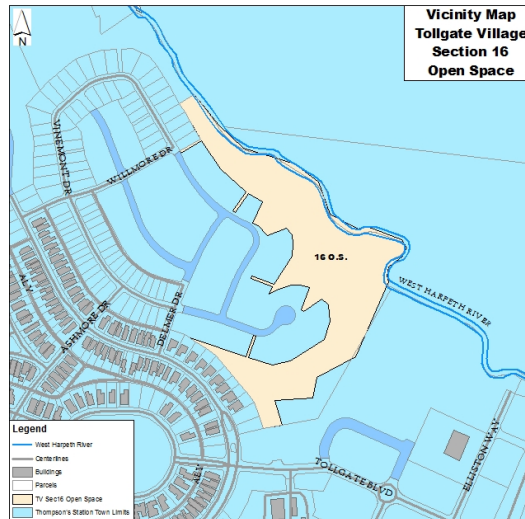 Vicinity Map
Tollgate Village
Section 16
Open Space
N
VINEMONT DR
WILLMORE DR
16 O.S.
WEST HARPETH RIVER
ALY
ASHMORE DR
DELMER DR
ALY
TOLLGATE BLVD
ELLISTON WAY
Legend
West Harpeth River
Centerlines
Buildings
Parcels
TV Sec16 Open Space
Thompson's Station Town Limits